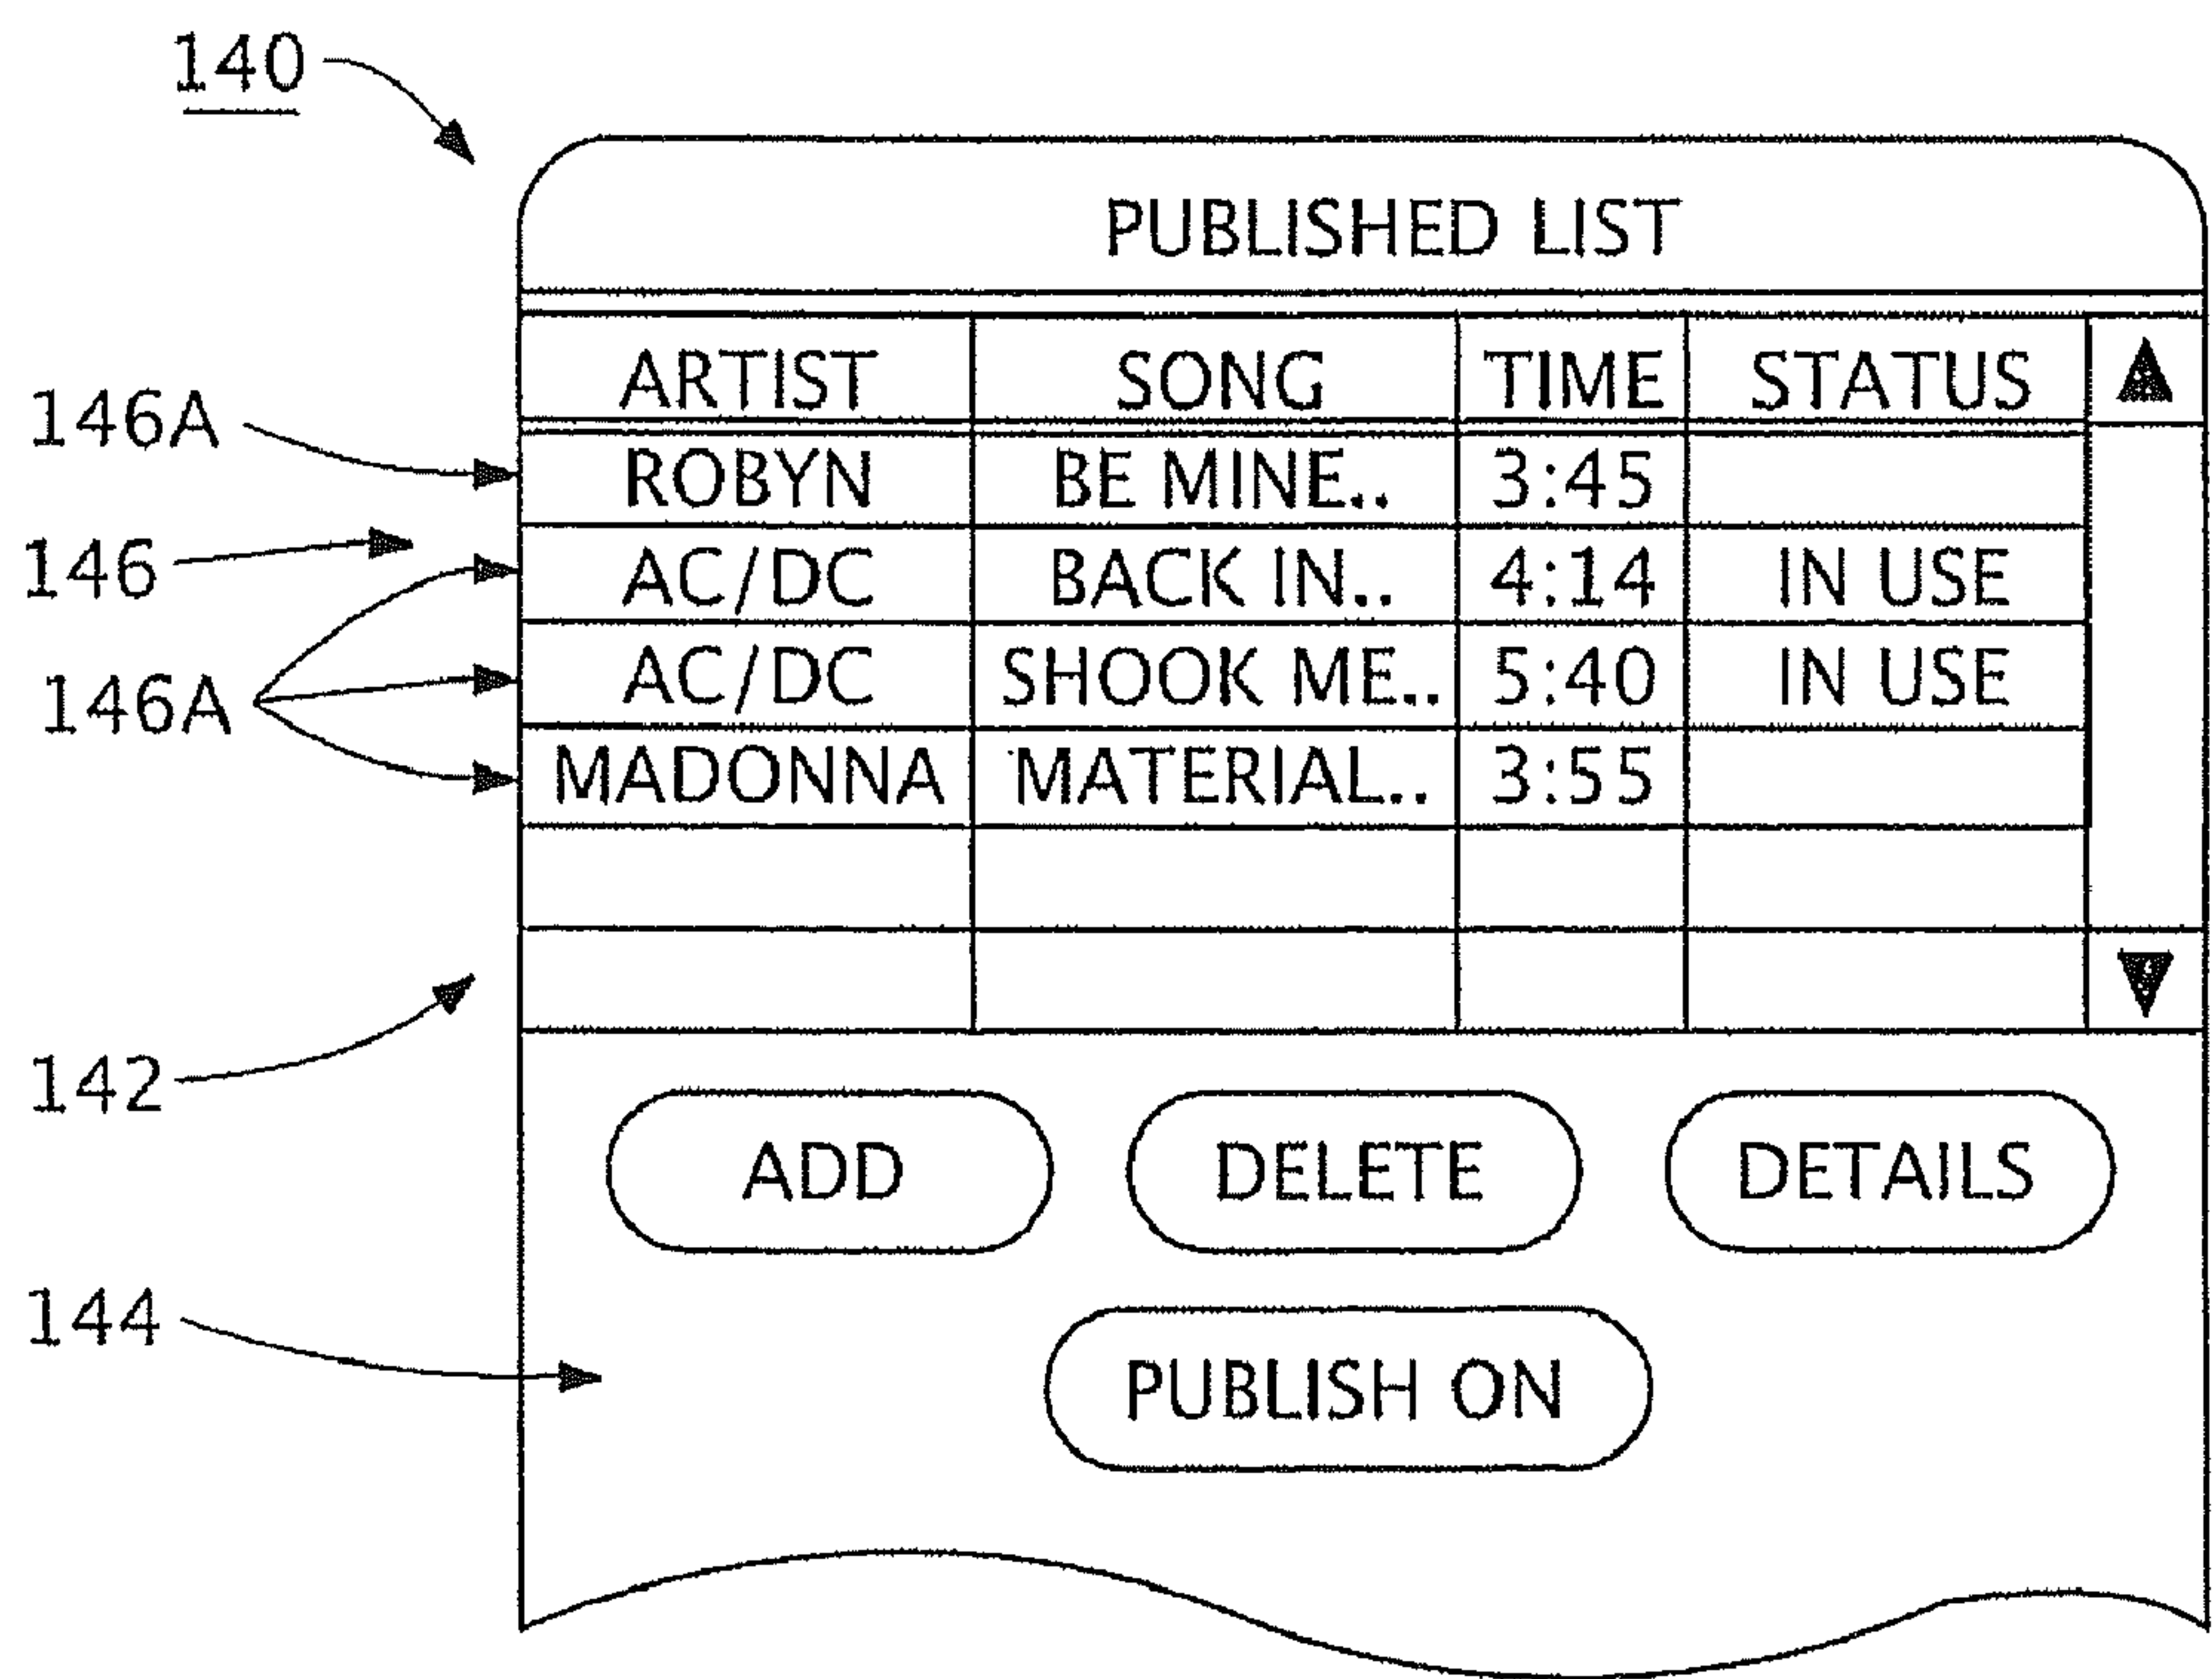 140
PUBLISHED LIST
ARTIST SONG TIME STATUS
146A
ROBYN BE MINE.. 3:45
146
AC/DC BACK IN.. 4:14 IN USE
146A
AC/DC SHOOK ME.. 5:40 IN USE
MADONNA MATERIAL.. 3:55
142
ADD DELETE DETAILS
144
PUBLISH ON